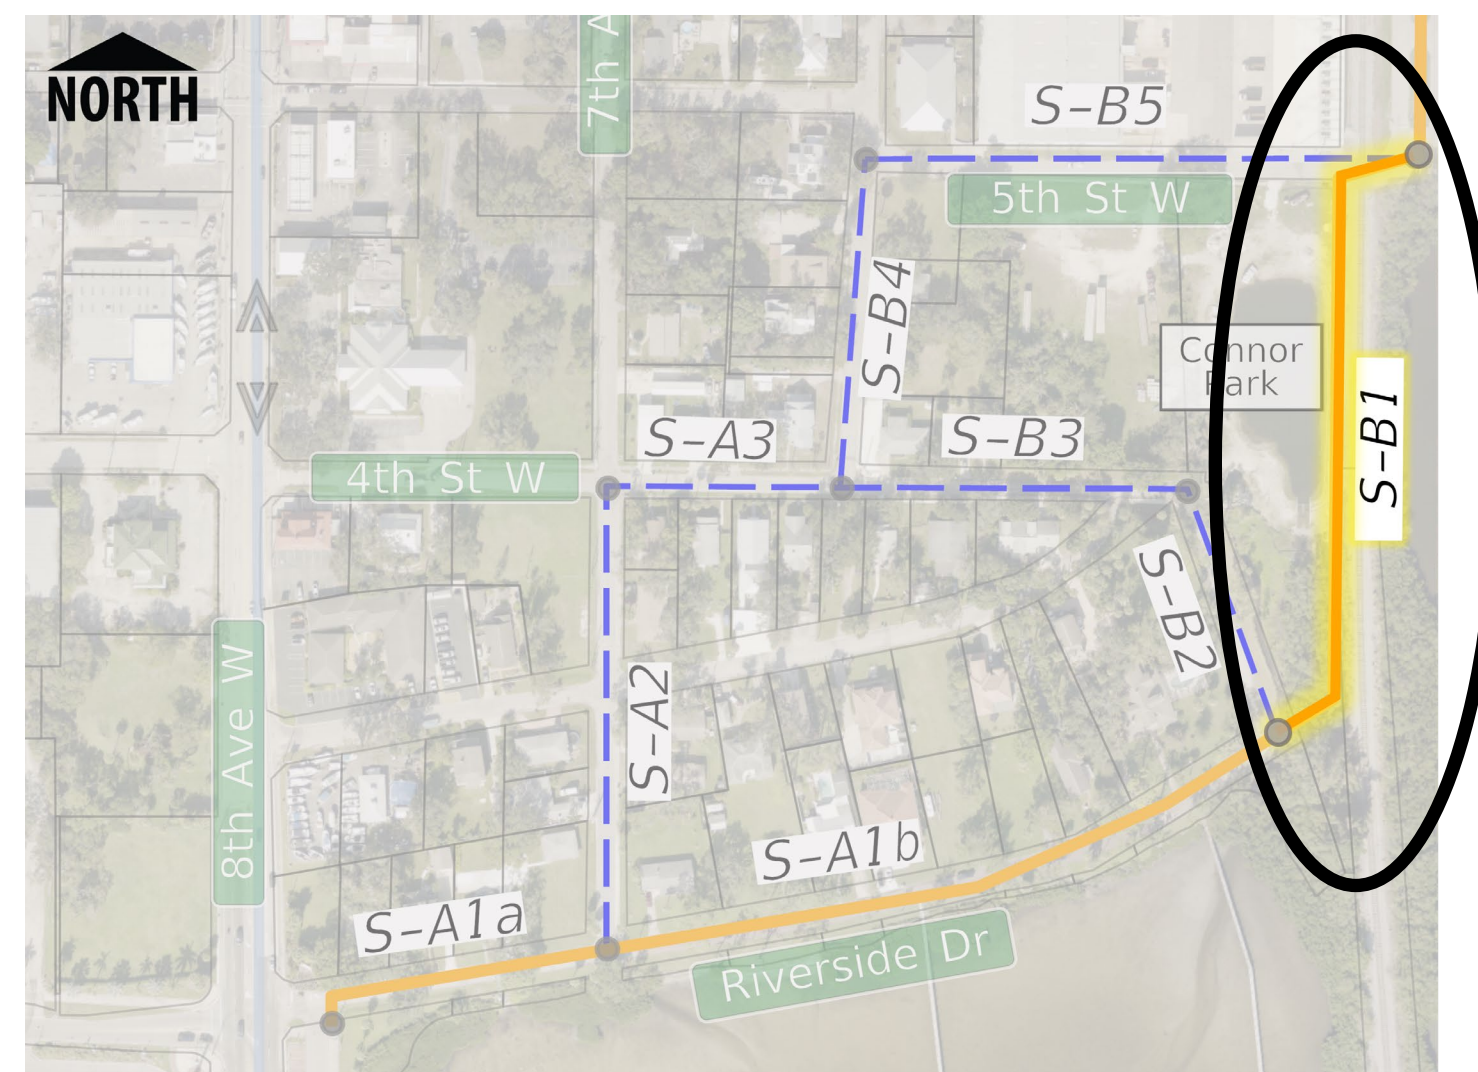 NORTH
7th A
S-B5
5th St W
S-B4
Connor
Park
S-A3
S-B3
S-B1
4th St W
S-B2
8th Ave W
S-A2
S-A1b
S-A1a
Riverside Dr